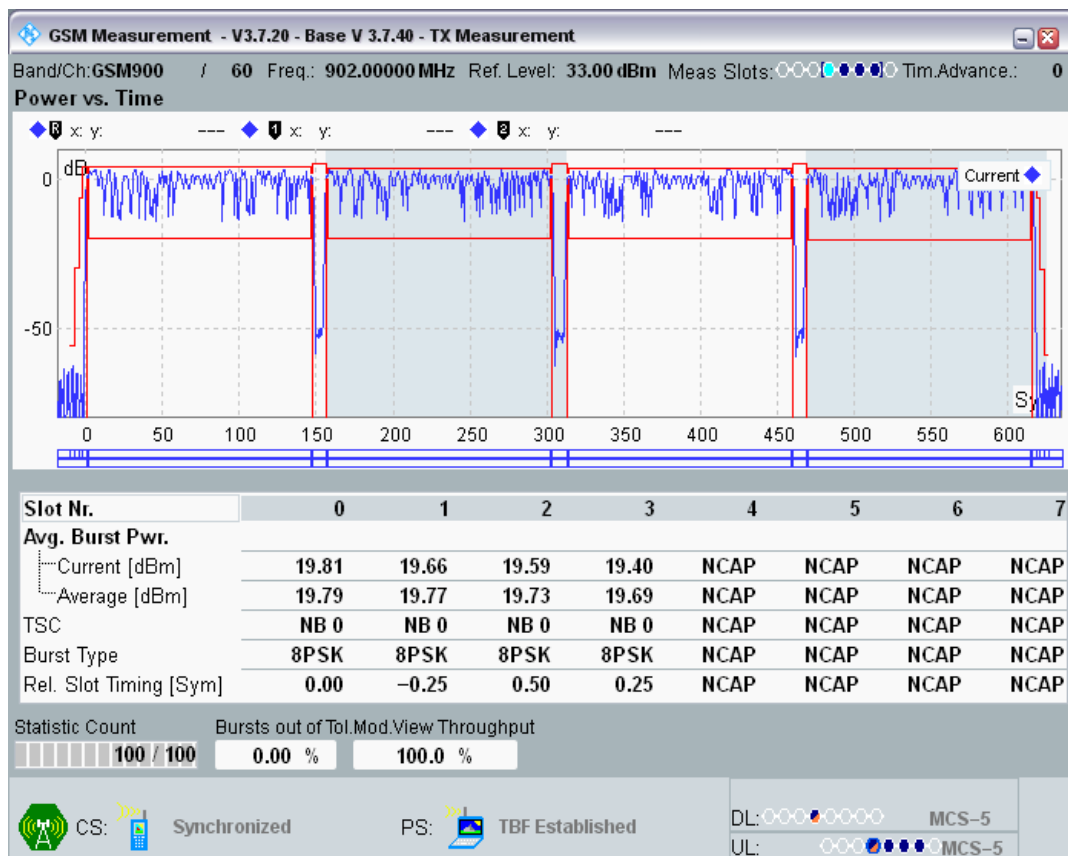 GSM Measurement - V3.7.20 - Base V 3.7.40 - TX Measurement
Band/Ch:GSM900 / 60 Freq.: 902.00000 MHz Ref. Level: 33.00 dBm Meas Slots: Tim.Advance.: 0
Power vs. Time
R x: y: --- 1 x: y: --- 2 x: y: ---
dB
Current
0
-50
Sy
0 50 100 150 200 250 300 350 400 450 500 550 600
Slot Nr. 0 1 2 3 4 5 6 7
Avg. Burst Pwr.
Current [dBm] 19.81 19.66 19.59 19.40 NCAP NCAP NCAP NCAP
Average [dBm] 19.79 19.77 19.73 19.69 NCAP NCAP NCAP NCAP
TSC NB 0 NB 0 NB 0 NB 0 NCAP NCAP NCAP NCAP
Burst Type 8PSK 8PSK 8PSK 8PSK NCAP NCAP NCAP NCAP
Rel. Slot Timing [Sym] 0.00 −0.25 0.50 0.25 NCAP NCAP NCAP NCAP
Statistic Count Bursts out of Tol.Mod.View Throughput
100 / 100 0.00 % 100.0 %
CS: Synchronized PS: TBF Established
DL: MCS−5
UL: MCS−5